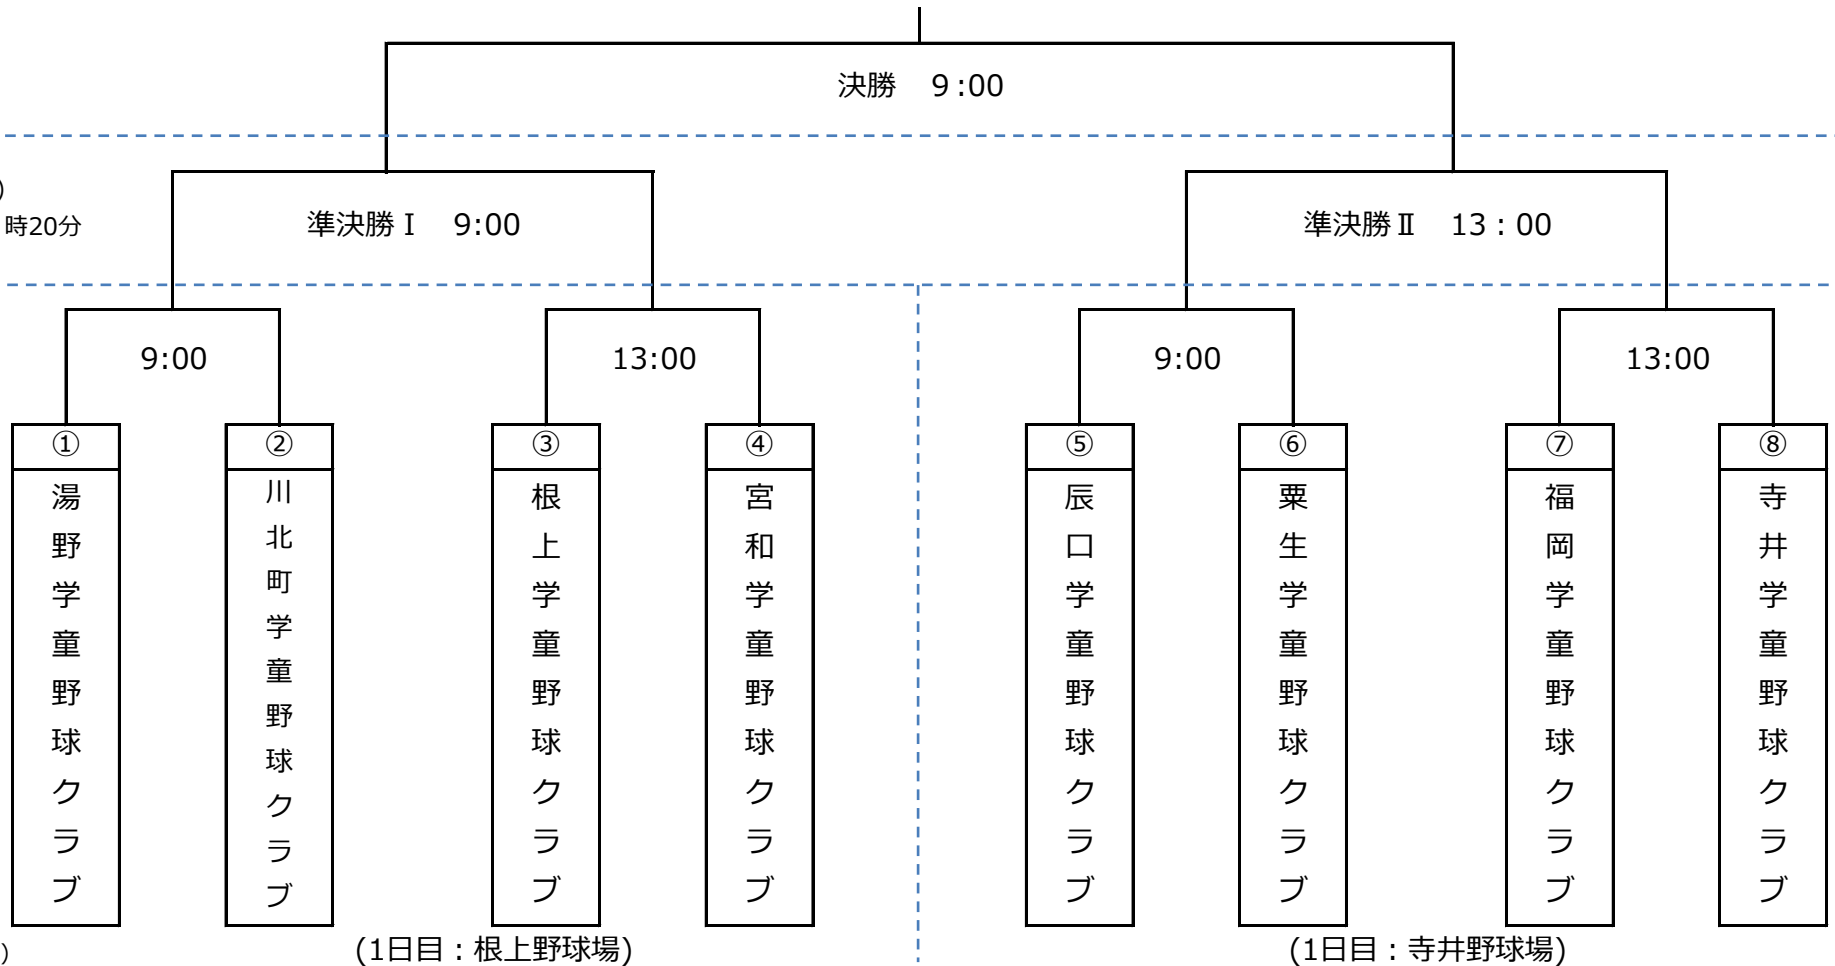 決勝　9:00
)
時20分
準決勝Ⅰ　9:00
準決勝Ⅱ　13：00
9:00
13:00
9:00
13:00
①
②
③
④
⑤
⑥
⑦
⑧
湯野学童野球クラブ
川北町学童野球クラブ
根上学童野球クラブ
宮和学童野球クラブ
辰口学童野球クラブ
粟生学童野球クラブ
福岡学童野球クラブ
寺井学童野球クラブ
)
(1日目：根上野球場)
(1日目：寺井野球場)